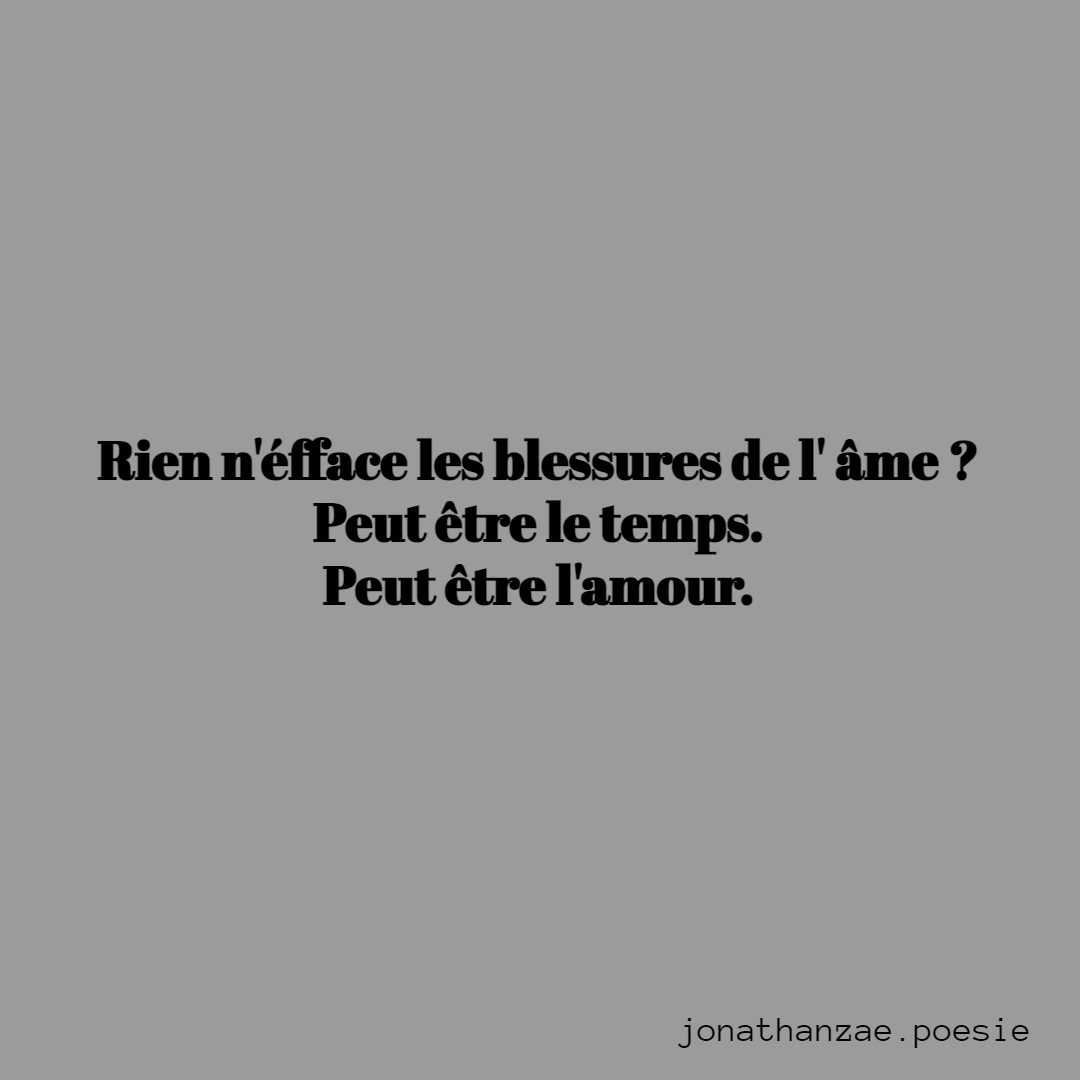 Rien n'éfface les blessures de l' âme ?
Peut être le temps.
Peut être l'amour.
jonathanzae.poesie